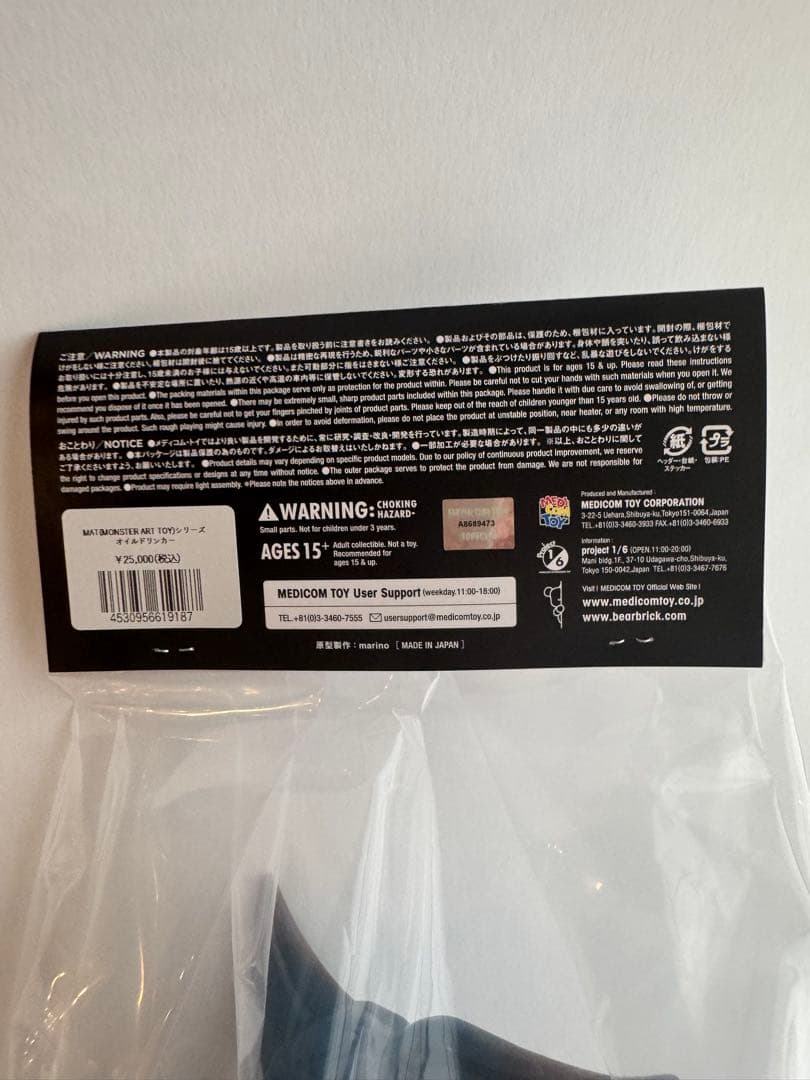 ご注意／WARNING ●本製品の対象年齢は15歳以上です。製品を取り扱う前に注意書きをお読みください。 ●製品およびその部品は、保護のため、梱包材に入っています。開封の際、梱包材で
けがをしない様ご注意ください。梱包材は開封後に捨ててください。 ●製品は精密な再現を行うため、鋭利なパーツや小さなパーツが含まれている場合があります。身体や顔を突いたり、誤って飲み込まない様
お取り扱いには十分注意し、15歳未満のお子様には与えないでください。また可動部分に指をはさまない様ご注意ください。 ●製品をぶつけたり振り回すなど、乱暴な遊びをしないでください。けがをする
危険があります。 ●製品を不安定な場所に置いたり、熱源の近くや高温の車内等に保管しないでください。変形する恐れがあります。 ●This product is for ages 15 & up. Please read these instructions
before you open this product. ●The packing materials within this package serve only as protection for the product within. Please be careful not to cut your hands with such materials when you open it. We
recommend you dispose of it once it has been opened. ●There may be extremely small, sharp product parts included within this package. Please handle it with due care to avoid swallowing of, or getting
injured by such product parts. Also, please be careful not to get your fingers pinched by joints of product parts. Please keep out of the reach of children younger than 15 years old. ●Please do not throw or
swing around the product. Such rough playing might cause injury. ●In order to avoid deformation, please do not place the product at unstable position, near heater, or any room with high temperature.
おことわり／NOTICE ●メディコム・トイではより良い製品を開発するために、常に研究・調査・改良・開発を行っています。製造時期によって、同一製品の中にも多少の違いが
ある場合があります。 ●本パッケージは製品保護の為のものです。ダメージによるお取替えはいたしかねます。 ●一部加工が必要な場合があります。 ※以上、おことわりに関して
ご了承くださいますよう、お願いいたします。 ●Product details may vary depending on specific product models. Due to our policy of continuous product improvement, we reserve
the right to change product specifications or designs at any time without notice. ●The outer package serves to protect the product from damage. We are not responsible for
damaged packages. ●Product may require light assembly. *Please note the notices above in advance.
紙
ヘッダー・台紙・
ステッカー
プラ
包装:PE
MAT(MONSTER ART TOY)シリーズ
オイルドリンカー
￥25,000(税込)
4530956619187
WARNING: CHOKING
HAZARD-
Small parts. Not for children under 3 years.
AGES 15+ Adult collectible. Not a toy.
Recommended for
ages 15 & up.
A8689473
MEDICOM TOY User Support (weekday.11:00-18:00)
TEL.+81(0)3-3460-7555 usersupport@medicomtoy.co.jp
原型製作：marino [ MADE IN JAPAN ]
MEDI
COM
TOY
Produced and Manufactured :
MEDICOM TOY CORPORATION
3-22-5 Uehara,Shibuya-ku,Tokyo151-0064,Japan
TEL.+81(0)3-3460-3933 FAX.+81(0)3-3460-6933
Project
1/6
Information :
project 1/6 (OPEN.11:00-20:00)
Mani bldg.1F, 37-10 Udagawa-cho,Shibuya-ku,
Tokyo 150-0042,Japan TEL.+81(0)3-3467-7676
Visit ! MEDICOM TOY Official Web Site !
www.medicomtoy.co.jp
www.bearbrick.com